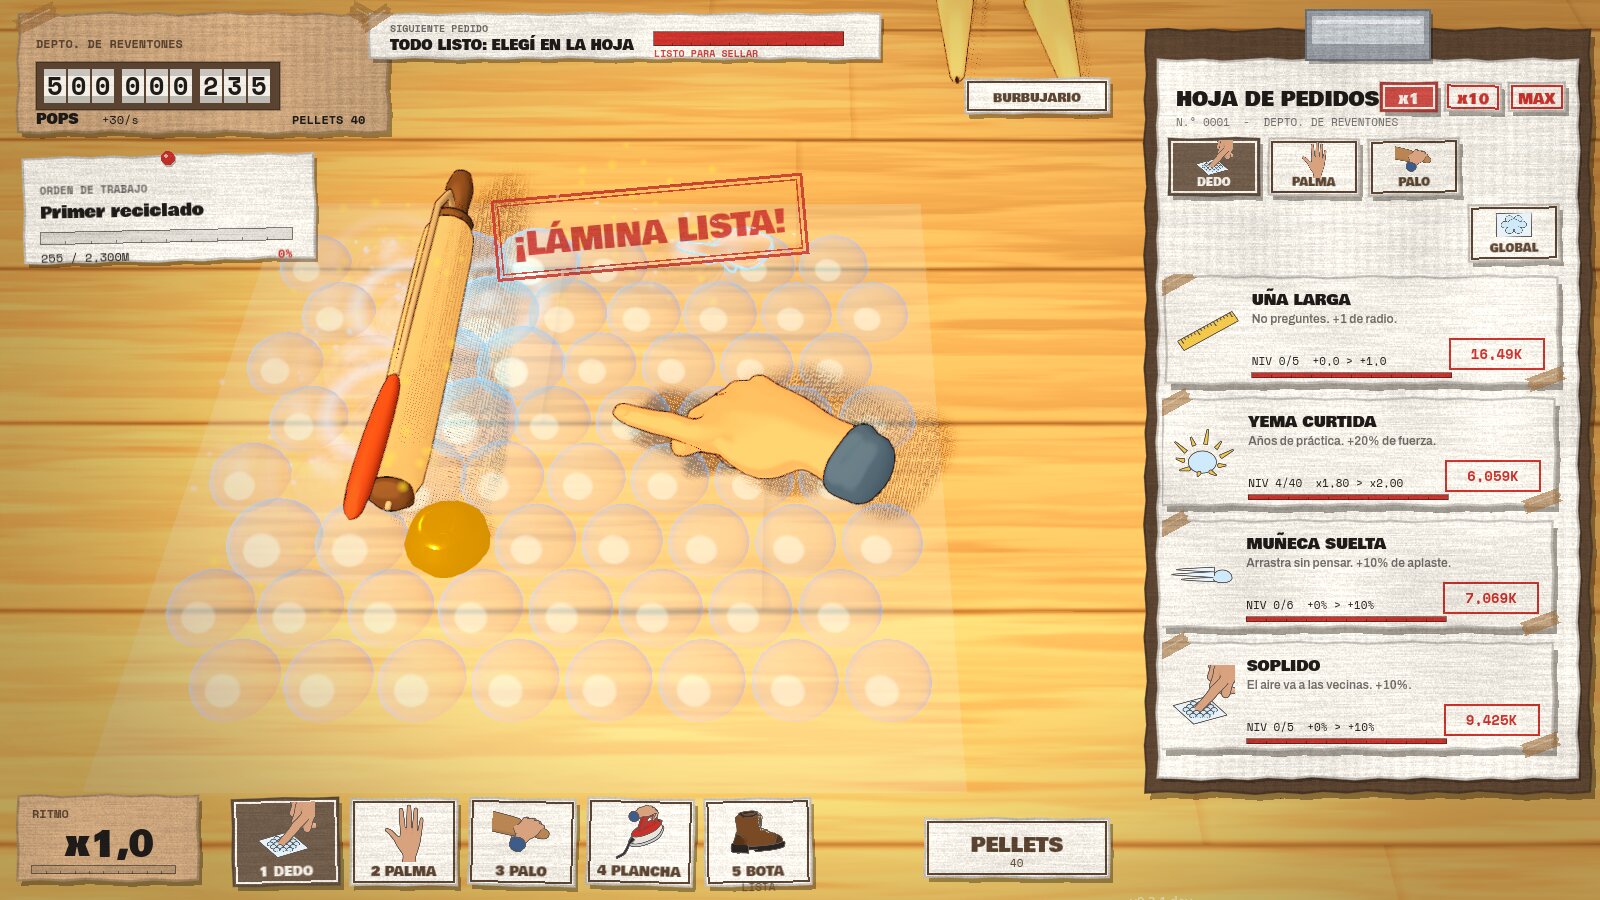 DEPTO. DE REVENTONES
500 000 235
POPS +30/s PELLETS 40
SIGUIENTE PEDIDO
TODO LISTO: ELEGÍ EN LA HOJA
LISTO PARA SELLAR
BURBUJARIO
ORDEN DE TRABAJO
Primer reciclado
255 / 2,300M 0%
¡LÁMINA LISTA!
HOJA DE PEDIDOS x1 x10 MAX
N.° 0001 - DEPTO. DE REVENTONES
DEDO PALMA PALO
GLOBAL
UÑA LARGA
No preguntes. +1 de radio.
NIV 0/5 +0,0 > +1,0 16,49K
YEMA CURTIDA
Años de práctica. +20% de fuerza.
NIV 4/40 x1,80 > x2,00 6,059K
MUÑECA SUELTA
Arrastra sin pensar. +10% de aplaste.
NIV 0/6 +0% > +10% 7,069K
SOPLIDO
El aire va a las vecinas. +10%.
NIV 0/5 +0% > +10% 9,425K
RITMO
x1,0
1 DEDO 2 PALMA 3 PALO 4 PLANCHA 5 BOTA
LISTA
PELLETS
40